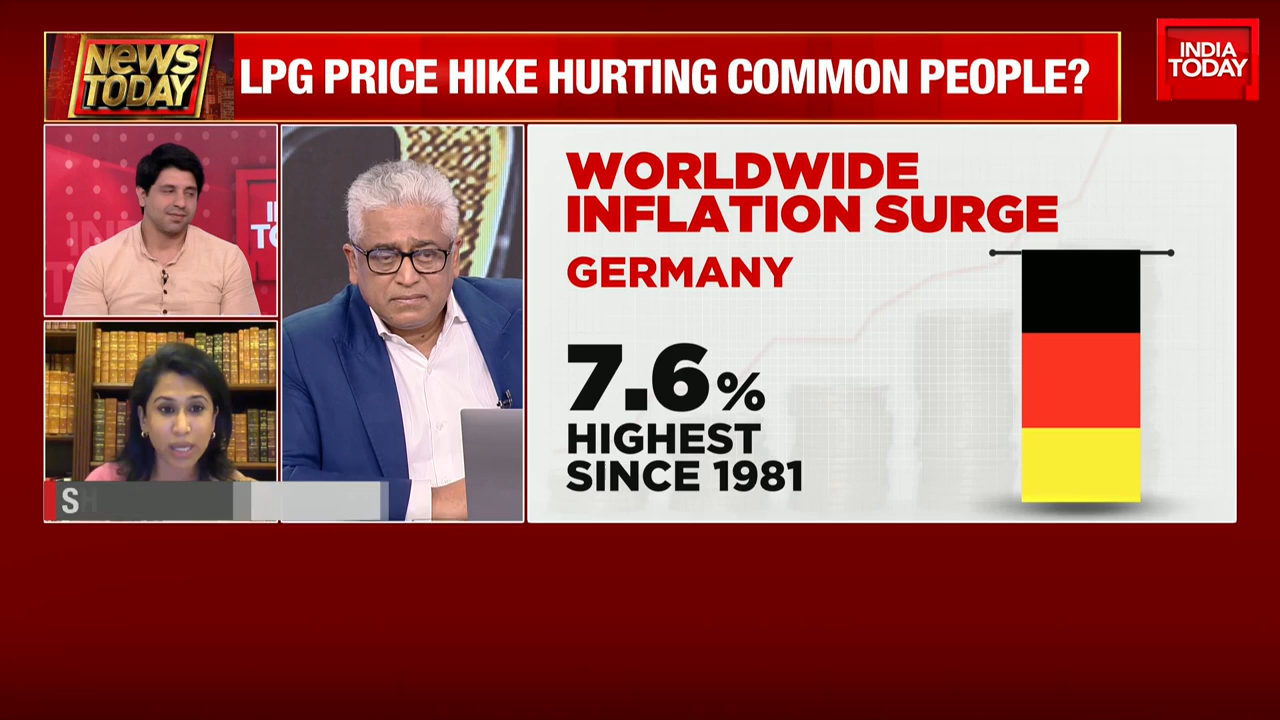 NEWS
TODAY
LPG PRICE HIKE HURTING COMMON PEOPLE?
INDIA
TODAY
WORLDWIDE
INFLATION SURGE
GERMANY
7.6%
HIGHEST
SINCE 1981
SH